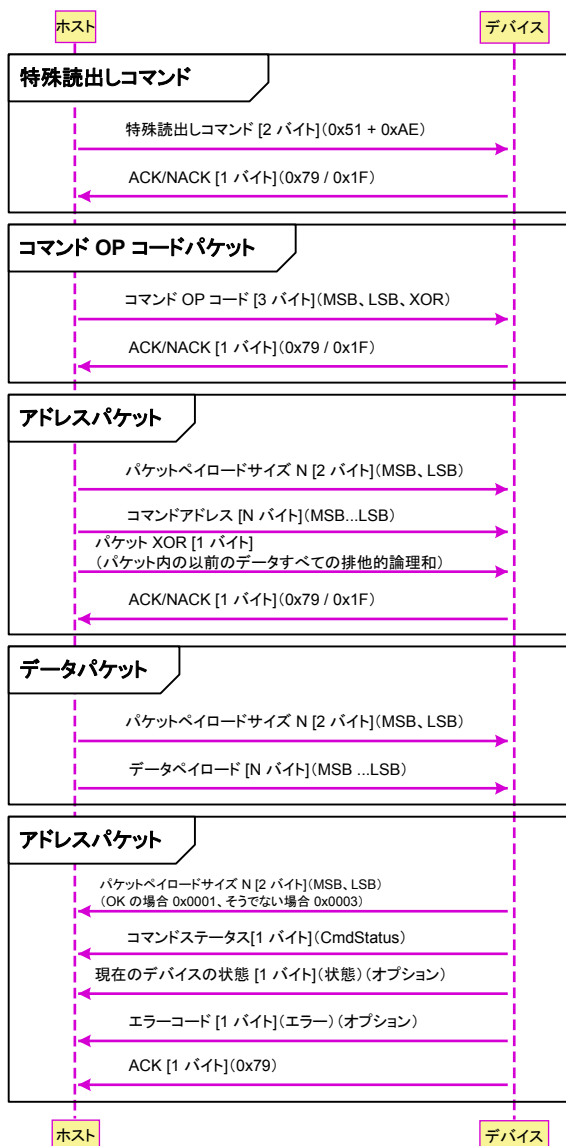 ホスト
デバイス
特殊読出しコマンド
特殊読出しコマンド [2 バイト](0x51 + 0xAE)
ACK/NACK [1 バイト](0x79 / 0x1F)
コマンド OP コードパケット
コマンド OP コード [3 バイト](MSB、LSB、XOR)
ACK/NACK [1 バイト](0x79 / 0x1F)
アドレスパケット
パケットペイロードサイズ N [2 バイト](MSB、LSB)
コマンドアドレス [N バイト](MSB...LSB)
パケット XOR [1 バイト]
(パケット内の以前のデータすべての排他的論理和)
ACK/NACK [1 バイト](0x79 / 0x1F)
データパケット
パケットペイロードサイズ N [2 バイト](MSB、LSB)
データペイロード [N バイト](MSB ...LSB)
アドレスパケット
パケットペイロードサイズ N [2 バイト](MSB、LSB)
(OK の場合 0x0001、そうでない場合 0x0003)
コマンドステータス[1 バイト](CmdStatus)
現在のデバイスの状態 [1 バイト](状態)(オプション)
エラーコード [1 バイト](エラー)(オプション)
ACK [1 バイト](0x79)
ホスト
デバイス